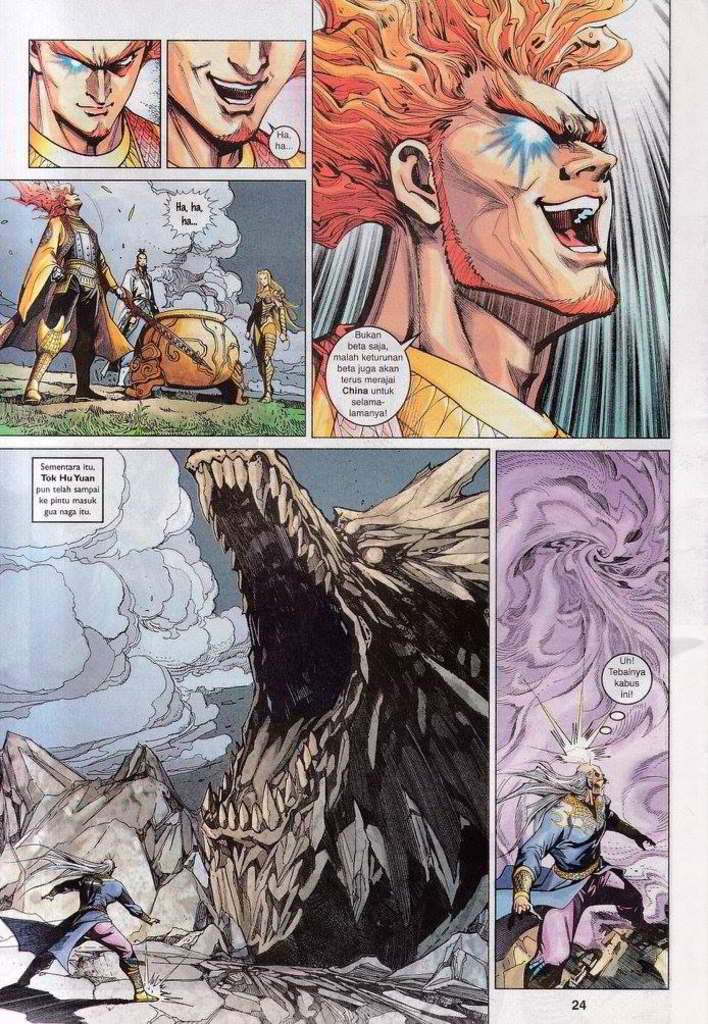 Ha,
ha...
Ha, ha,
ha...
Bukan
beta saja,
malah keturunan
beta juga akan
terus merajai
China untuk
selama-
lamanya!
Sementara itu,
Tok Hu Yuan
pun telah sampai
ke pintu masuk
gua naga itu.
Uh!
Tebalnya
kabus
ini!
24